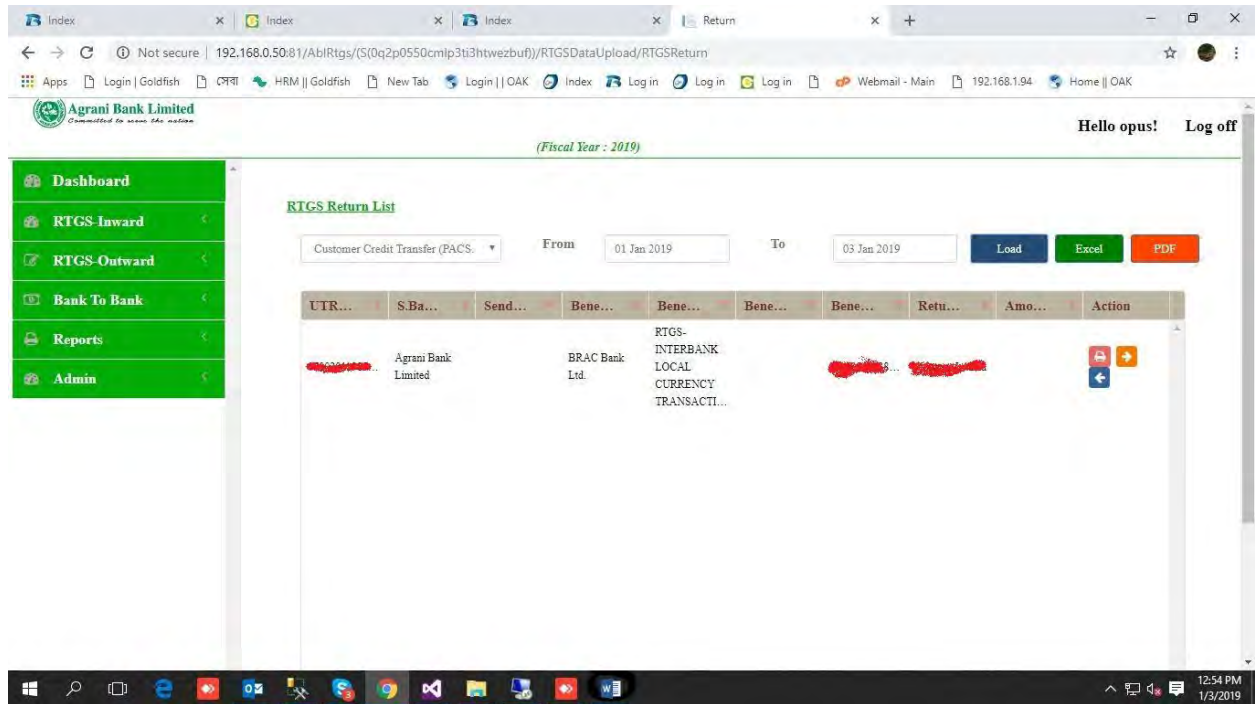 Index
Index
Index
Return
Not secure | 192.168.0.50:81/AblRtgs/(S(0q2p0550cmlp3ti3htwezbuf))/RTGSDataUpload/RTGSReturn
Apps Login | Goldfish সেবা HRM || Goldfish New Tab Login || OAK Index Log in Log in Log in Webmail - Main 192.168.1.94 Home || OAK
Agrani Bank Limited
Committed to serve the nation
Hello opus! Log off
(Fiscal Year : 2019)
Dashboard
RTGS-Inward
RTGS-Outward
Bank To Bank
Reports
Admin
RTGS Return List
Customer Credit Transfer (PACS. From 01 Jan 2019 To 03 Jan 2019 Load Excel PDF
UTR... S.Ba... Send... Bene... Bene... Bene... Bene... Retu... Amo... Action
Agrani Bank
Limited
BRAC Bank
Ltd.
RTGS-
INTERBANK
LOCAL
CURRENCY
TRANSACTI...
12:54 PM
1/3/2019